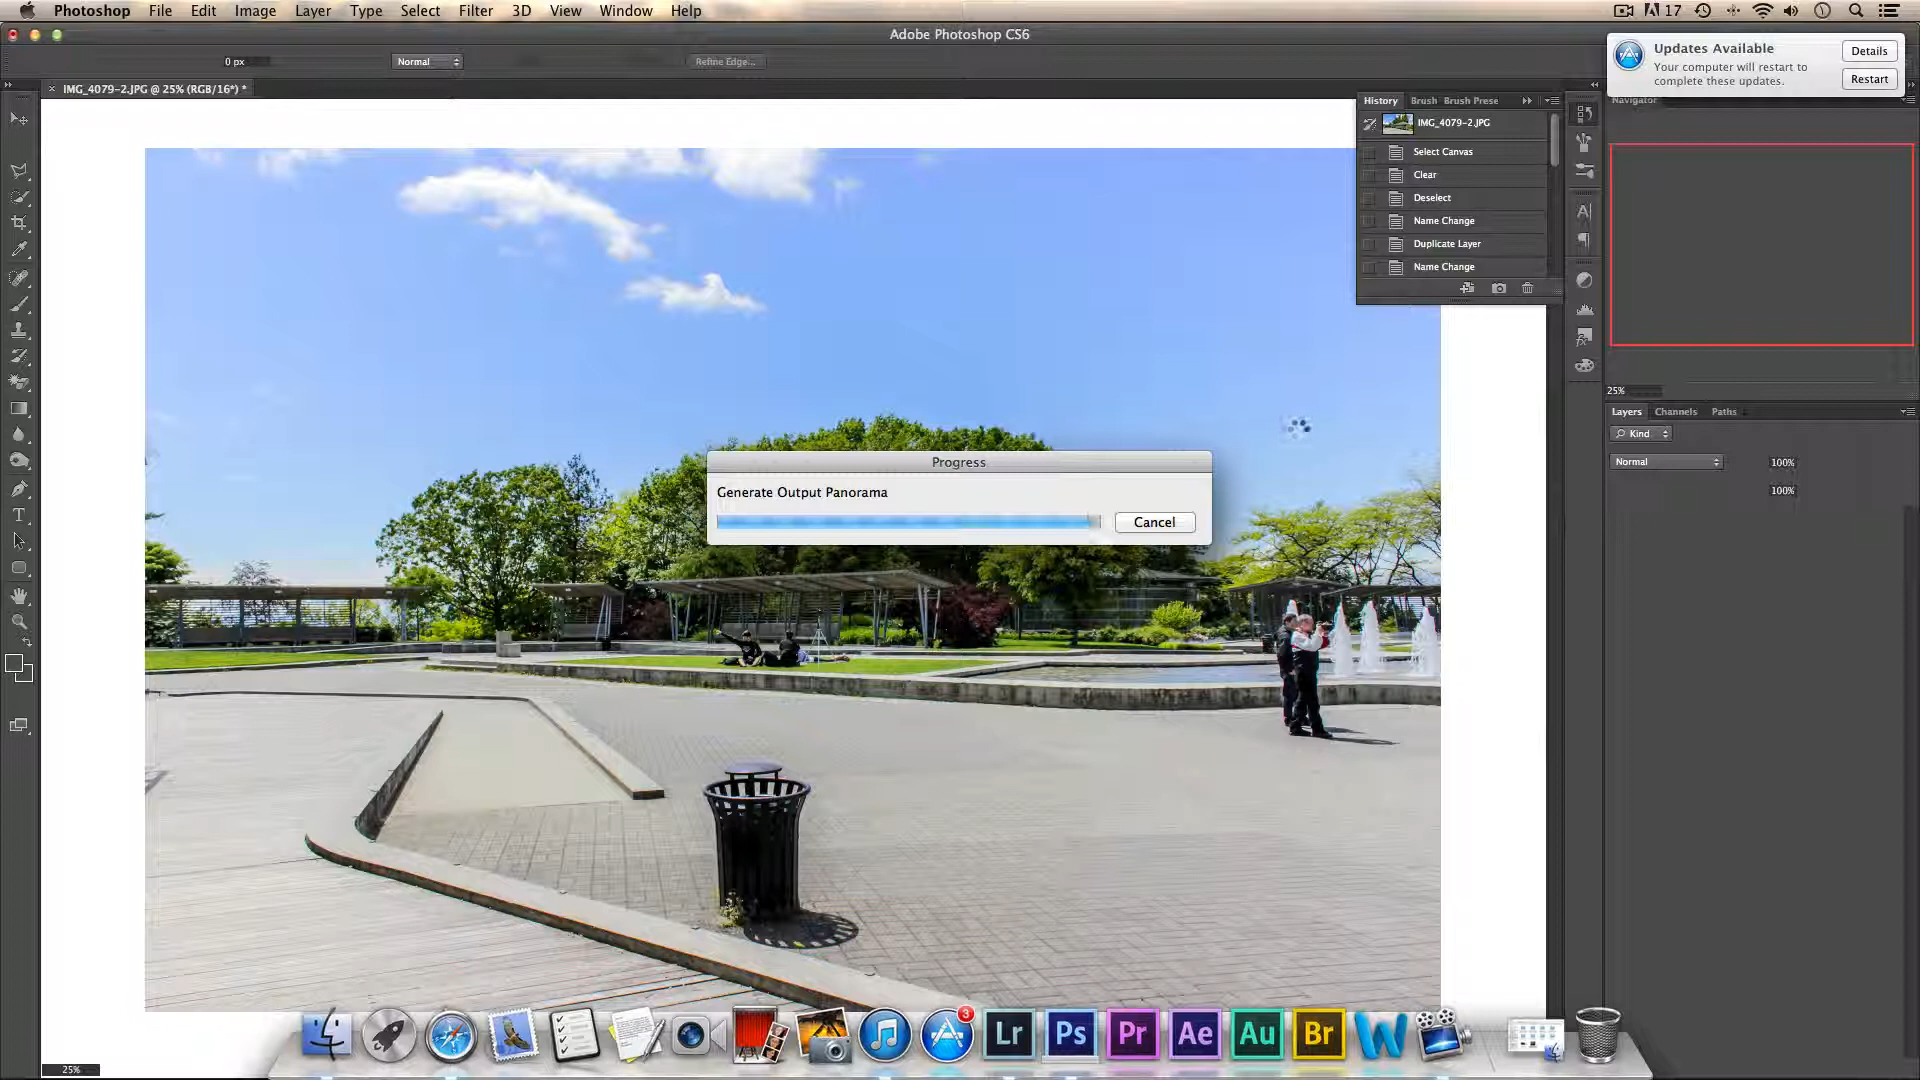 Photoshop File Edit Image Layer Type Select Filter 3D View Window Help
17
Adobe Photoshop CS6
Updates Available
Your computer will restart to
complete these updates.
Details
Restart
0 px
Normal
Refine Edge...
IMG_4079-2.JPG @ 25% (RGB/16*) *
History Brush Brush Prese
IMG_4079-2.JPG
Select Canvas
Clear
Deselect
Name Change
Duplicate Layer
Name Change
Navigator
25%
Layers Channels Paths
Kind
Normal
100%
100%
Progress
Generate Output Panorama
Cancel
3
Lr Ps Pr Ae Au Br
25%